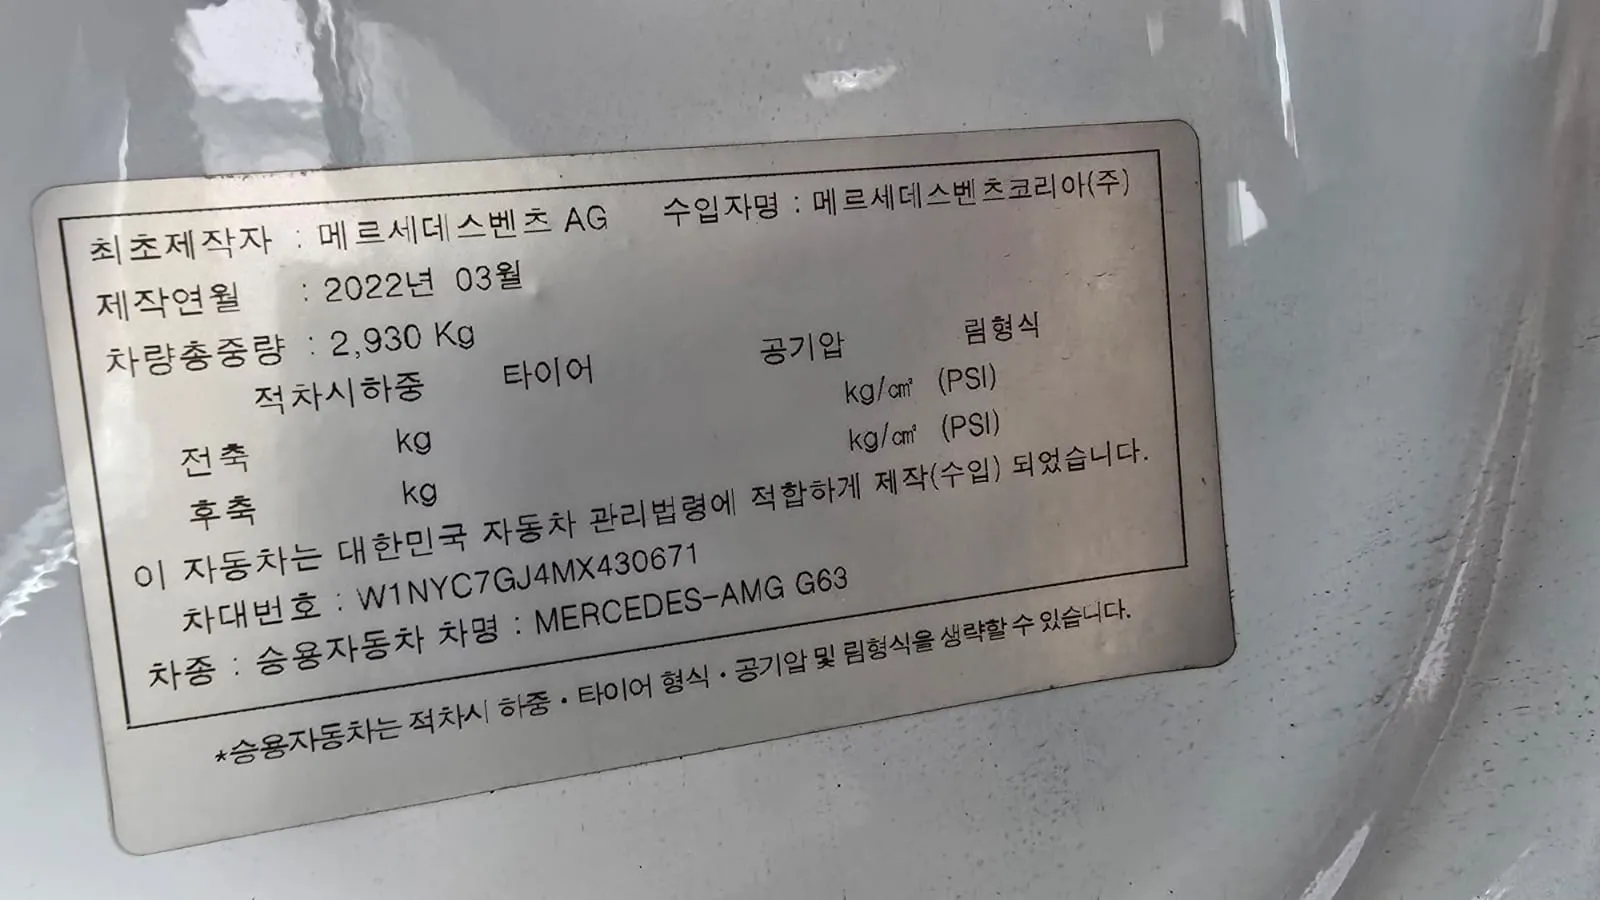 최초제작자 : 메르세데스벤츠 AG 수입자명 : 메르세데스벤츠코리아(주)
제작연월 : 2022년 03월
차량총중량 : 2,930 Kg
적차시하중 타이어 공기압 림형식
전축 kg kg/㎠ (PSI)
후축 kg kg/㎠ (PSI)
이 자동차는 대한민국 자동차 관리법령에 적합하게 제작(수입) 되었습니다.
차대번호 : W1NYC7GJ4MX430671
차종 : 승용자동차 차명 : MERCEDES-AMG G63
*승용자동차는 적차시 하중·타이어 형식·공기압 및 림형식을 생략할 수 있습니다.